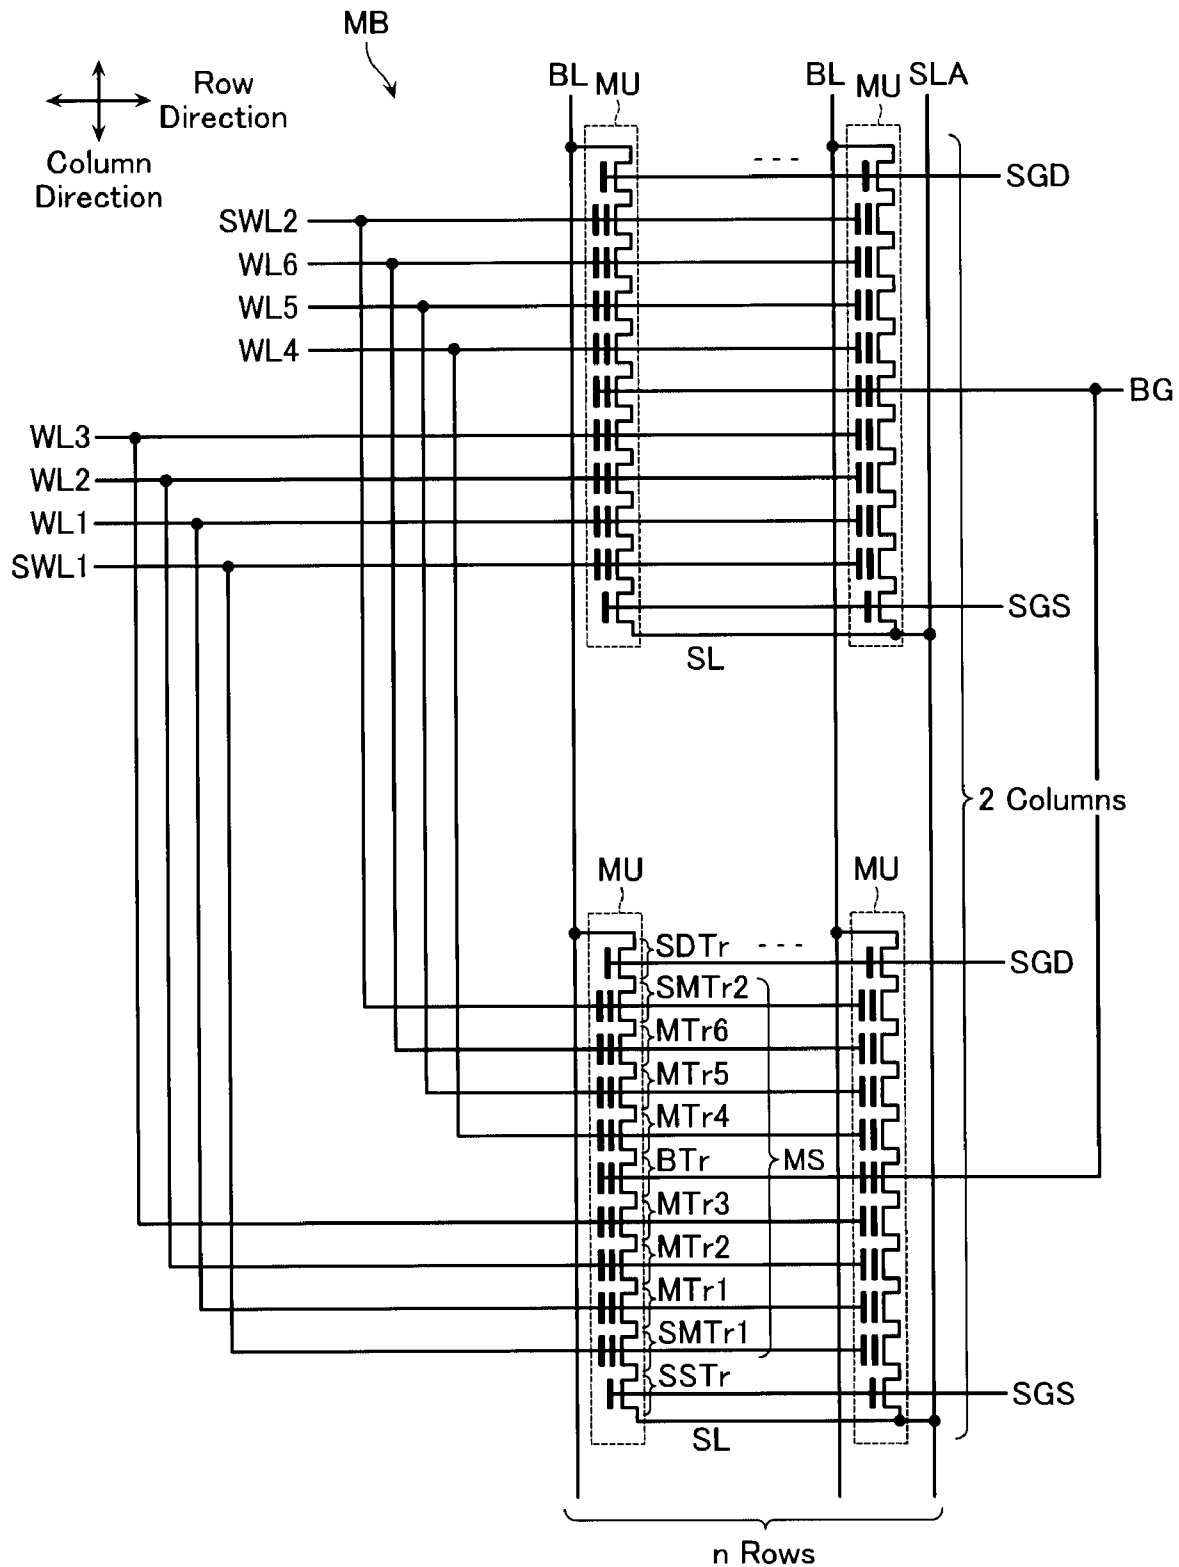 MB
Row
Direction
Column
Direction
BL
MU
BL
MU
SLA
SGD
SWL2
WL6
WL5
WL4
BG
WL3
WL2
WL1
SWL1
SGS
SL
2 Columns
MU
MU
SDTr
SGD
SMTr2
MTr6
MTr5
MTr4
BTr
MS
MTr3
MTr2
MTr1
SMTr1
SSTr
SGS
SL
n Rows